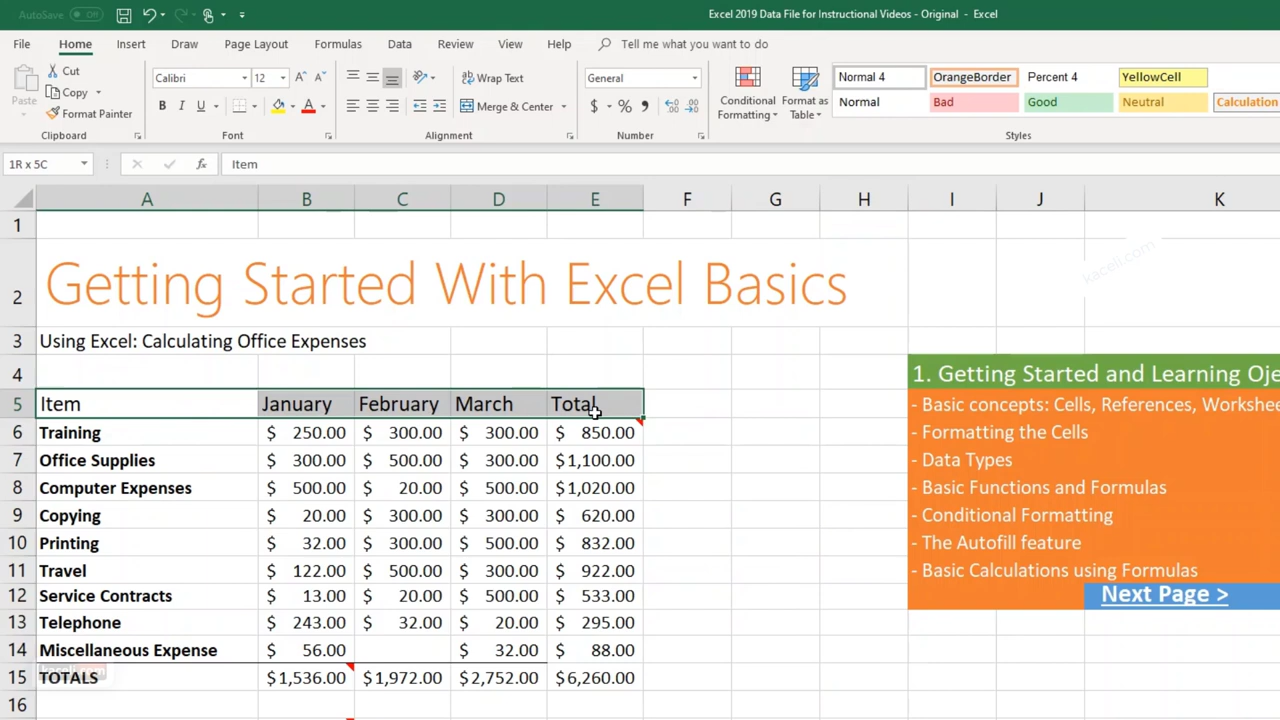 AutoSave Off Excel 2019 Data File for Instructional Videos - Original - Excel
File Home Insert Draw Page Layout Formulas Data Review View Help Tell me what you want to do
Paste
Cut
Copy
Format Painter
Clipboard
Calibri 12
B I U A
Font
Wrap Text
Merge & Center
Alignment
General
$ % ,
Number
Conditional Formatting
Format as Table
Normal 4 OrangeBorder Percent 4 YellowCell
Normal Bad Good Neutral Calculation
Styles
1R x 5C fx Item
A B C D E F G H I J K
1
2 Getting Started With Excel Basics
kaceli.com
3 Using Excel: Calculating Office Expenses
4
5 Item January February March Total
6 Training $ 250.00 $ 300.00 $ 300.00 $ 850.00
7 Office Supplies $ 300.00 $ 500.00 $ 300.00 $1,100.00
8 Computer Expenses $ 500.00 $ 20.00 $ 500.00 $1,020.00
9 Copying $ 20.00 $ 300.00 $ 300.00 $ 620.00
10 Printing $ 32.00 $ 300.00 $ 500.00 $ 832.00
11 Travel $ 122.00 $ 500.00 $ 300.00 $ 922.00
12 Service Contracts $ 13.00 $ 20.00 $ 500.00 $ 533.00
13 Telephone $ 243.00 $ 32.00 $ 20.00 $ 295.00
14 Miscellaneous Expense $ 56.00 $ 32.00 $ 88.00
kaceli.com
15 TOTALS $1,536.00 $1,972.00 $2,752.00 $6,260.00
16
1. Getting Started and Learning Oje
- Basic concepts: Cells, References, Workshee
- Formatting the Cells
- Data Types
- Basic Functions and Formulas
- Conditional Formatting
- The Autofill feature
- Basic Calculations using Formulas
Next Page >